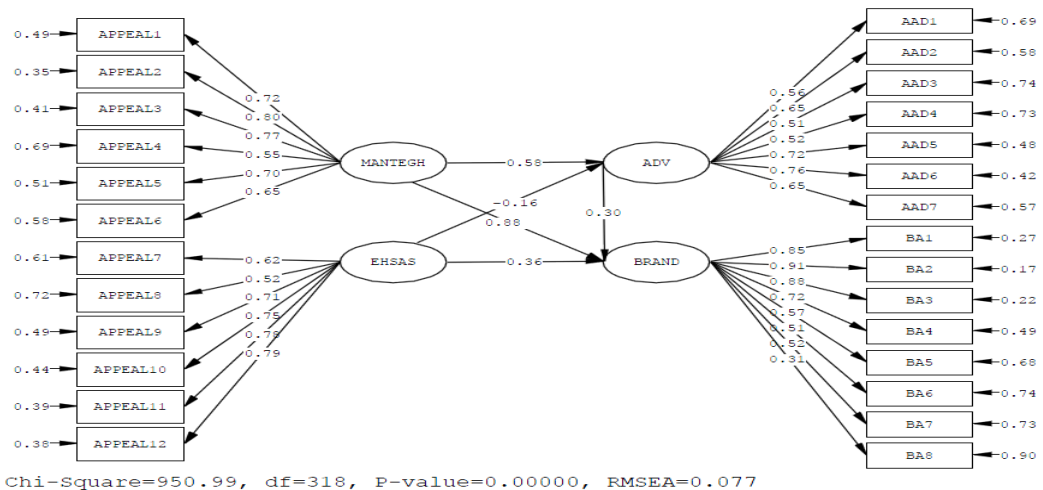 0.49 APPEAL1
0.35 APPEAL2
0.41 APPEAL3
0.69 APPEAL4
0.51 APPEAL5
0.58 APPEAL6
0.61 APPEAL7
0.72 APPEAL8
0.49 APPEAL9
0.44 APPEAL10
0.39 APPEAL11
0.38 APPEAL12
0.72
0.80
0.77
0.55
0.70
0.65
0.62
0.52
0.71
0.75
0.78
0.79
MANTEGH
EHSAS
0.58
-0.16
0.88
0.30
0.36
ADV
BRAND
0.56
0.65
0.51
0.52
0.72
0.76
0.65
0.85
0.91
0.88
0.72
0.57
0.51
0.52
0.31
AAD1 0.69
AAD2 0.58
AAD3 0.74
AAD4 0.73
AAD5 0.48
AAD6 0.42
AAD7 0.57
BA1 0.27
BA2 0.17
BA3 0.22
BA4 0.49
BA5 0.68
BA6 0.74
BA7 0.73
BA8 0.90
Chi-Square=950.99, df=318, P-value=0.00000, RMSEA=0.077